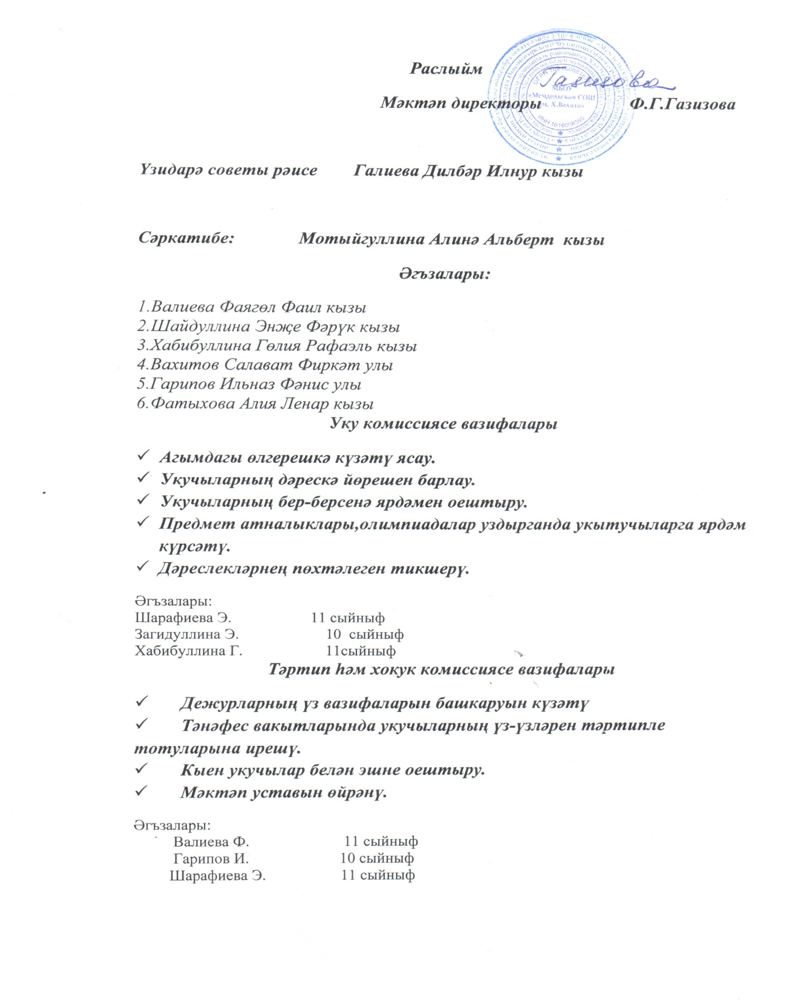 Раслыйм
Газизова
МБОУ
«Мемдельская СОШ
им. Х.Вахита»
Мәктәп директоры Ф.Г.Газизова
Үзидарә советы рәисе Галиева Дилбәр Илнур кызы
Сәркатибе: Мотыйгуллина Алинә Альберт кызы
Әгъзалары:
1.Валиева Фаягөл Фаил кызы
2.Шайдуллина Энҗе Фәрүк кызы
3.Хабибуллина Гөлия Рафаэль кызы
4.Вахитов Салават Фиркәт улы
5.Гарипов Ильназ Фәнис улы
6.Фатыхова Алия Ленар кызы
Уку комиссиясе вазифалары
✓ Агымдагы өлгерешкә күзәтү ясау.
✓ Укучыларның дәрескә йөрешен барлау.
✓ Укучыларның бер-берсенә ярдәмен оештыру.
✓ Предмет атналыклары,олимпиадалар уздырганда укытучыларга ярдәм
күрсәтү.
✓ Дәреслекләрнең пөхтәлеген тикшерү.
Әгъзалары:
Шарафиева Э. 11 сыйныф
Загидуллина Э. 10 сыйныф
Хабибуллина Г. 11сыйныф
Тәртип һәм хокук комиссиясе вазифалары
✓ Дежурларның үз вазифаларын башкаруын күзәтү
✓ Тәнәфес вакытларында укучыларның үз-үзләрен тәртипле
тотуларына ирешү.
✓ Кыен укучылар белән эшне оештыру.
✓ Мәктәп уставын өйрәнү.
Әгъзалары:
Валиева Ф. 11 сыйныф
Гарипов И. 10 сыйныф
Шарафиева Э. 11 сыйныф